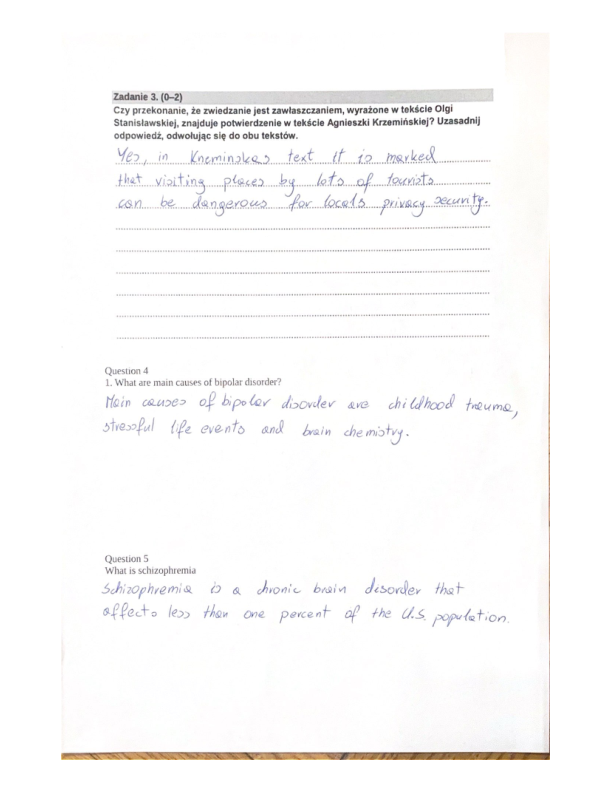 Zadanie 3. (0–2)
Czy przekonanie, że zwiedzanie jest zawłaszczaniem, wyrażone w tekście Olgi
Stanisławskiej, znajduje potwierdzenie w tekście Agnieszki Krzemińskiej? Uzasadnij
odpowiedź, odwołując się do obu tekstów.
Yes, in Kneminskas text it is marked
that visiting places by lots of tourists
can be dangerous for locals privacy security.
Question 4
1. What are main causes of bipolar disorder?
Main causes of bipolar disorder are childhood treuma,
stressful life events and brain chemistry.
Question 5
What is schizophremia
Schizophremia is a chronic brain disorder that
affects less than one percent of the U.S. population.